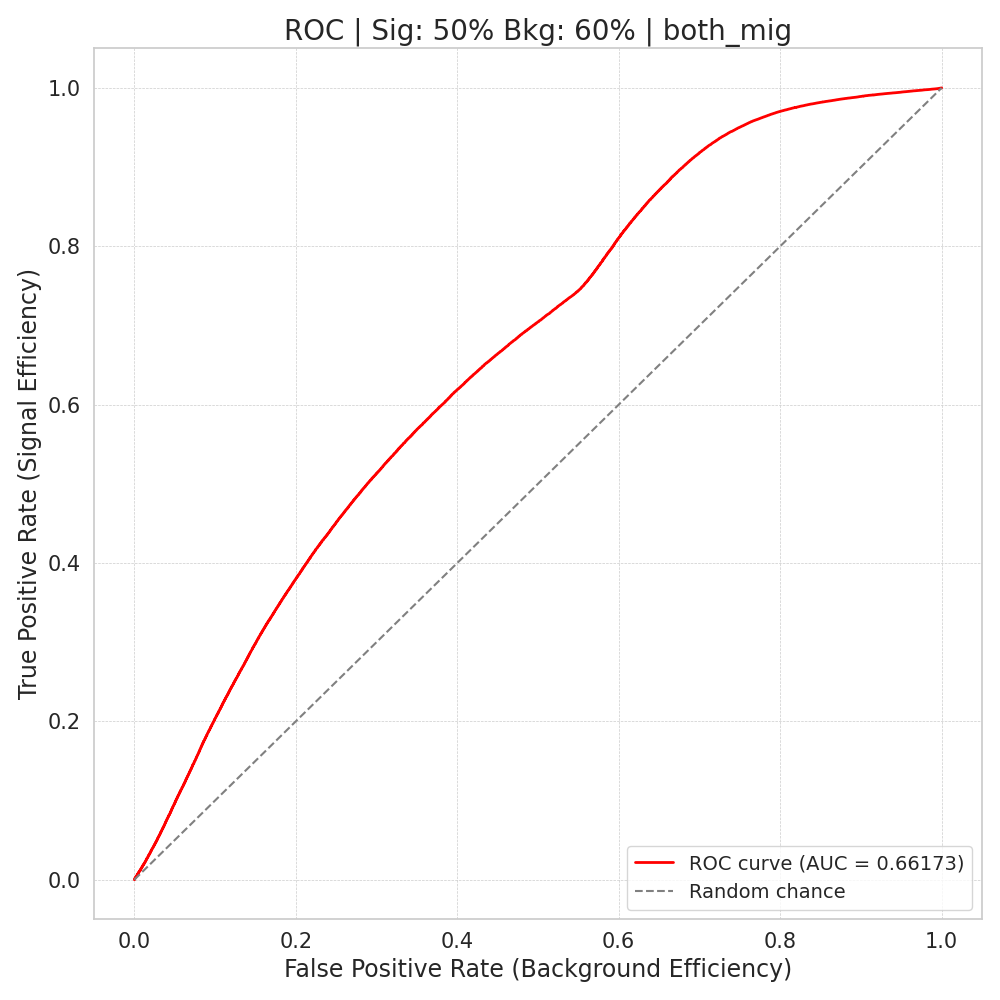 ROC | Sig: 50% Bkg: 60% | both_mig
True Positive Rate (Signal Efficiency)
1.0
0.8
0.6
0.4
0.2
0.0
ROC curve (AUC = 0.66173)
Random chance
0.0 0.2 0.4 0.6 0.8 1.0
False Positive Rate (Background Efficiency)